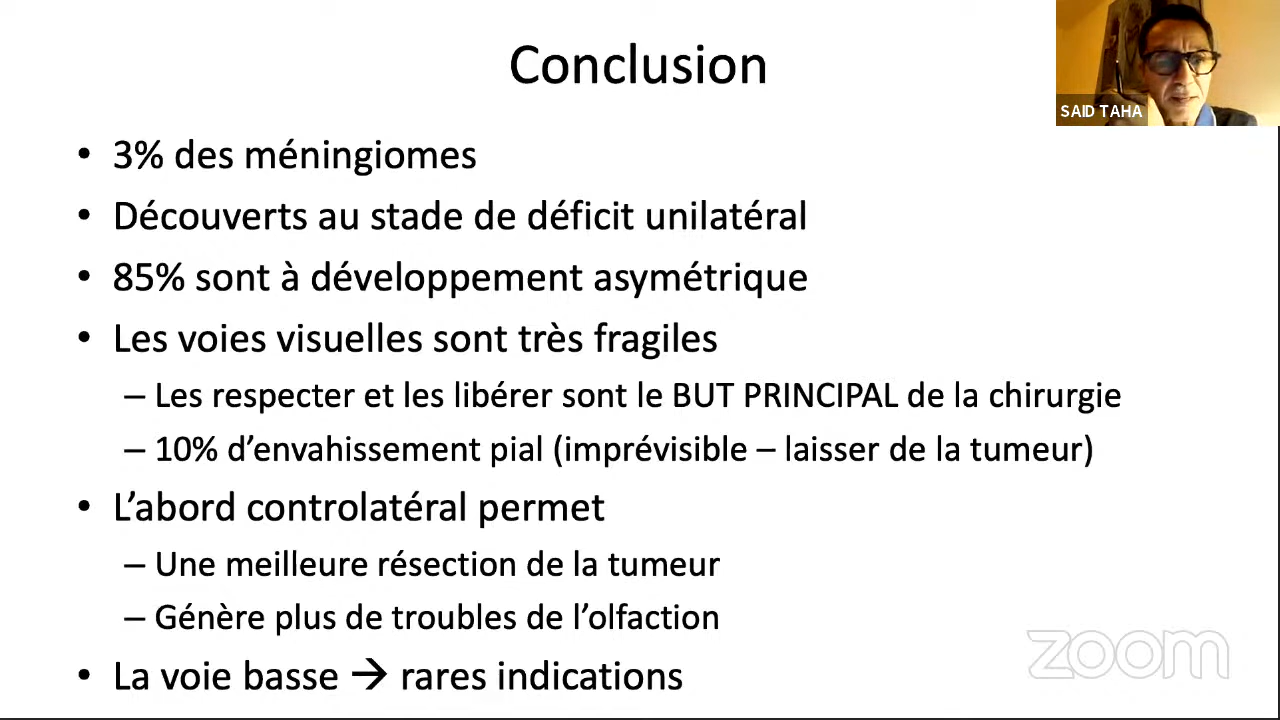 Conclusion
SAID TAHA
• 3% des méningiomes
• Découverts au stade de déficit unilatéral
• 85% sont à développement asymétrique
• Les voies visuelles sont très fragiles
– Les respecter et les libérer sont le BUT PRINCIPAL de la chirurgie
– 10% d’envahissement pial (imprévisible – laisser de la tumeur)
• L’abord controlatéral permet
– Une meilleure résection de la tumeur
– Génère plus de troubles de l’olfaction
• La voie basse → rares indications
zoom